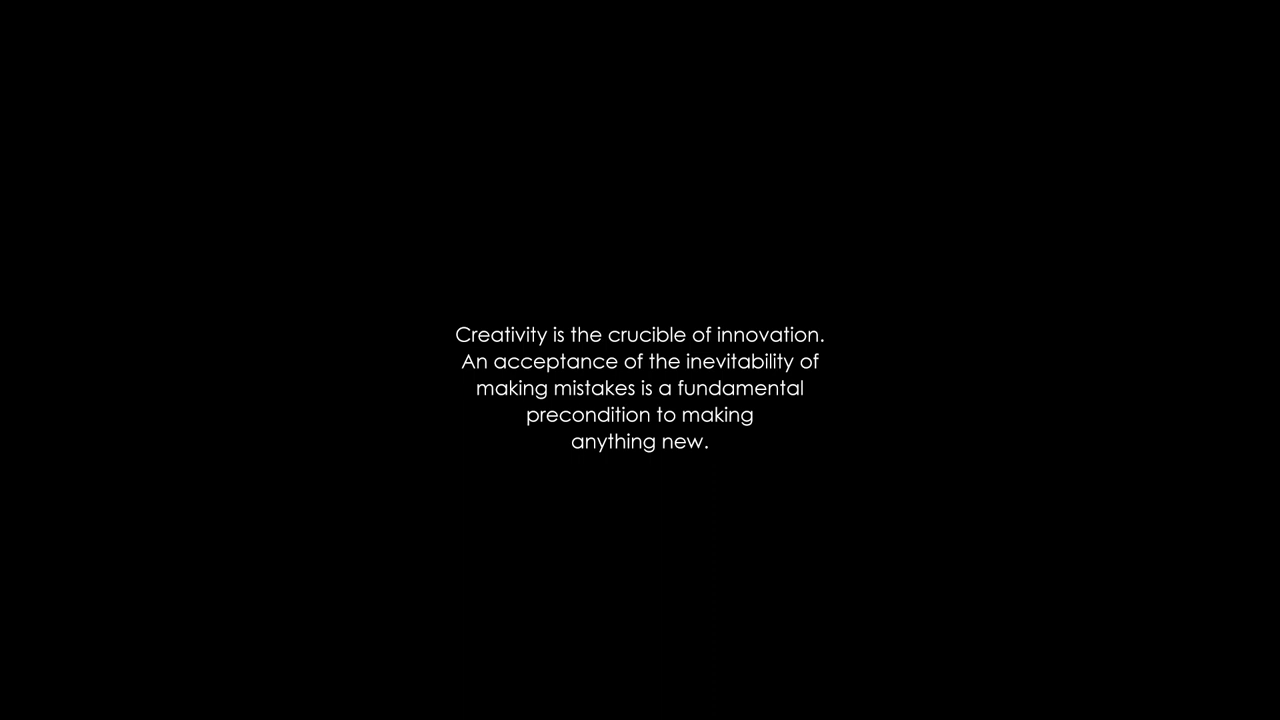 Creativity is the crucible of innovation.
An acceptance of the inevitability of
making mistakes is a fundamental
precondition to making
anything new.